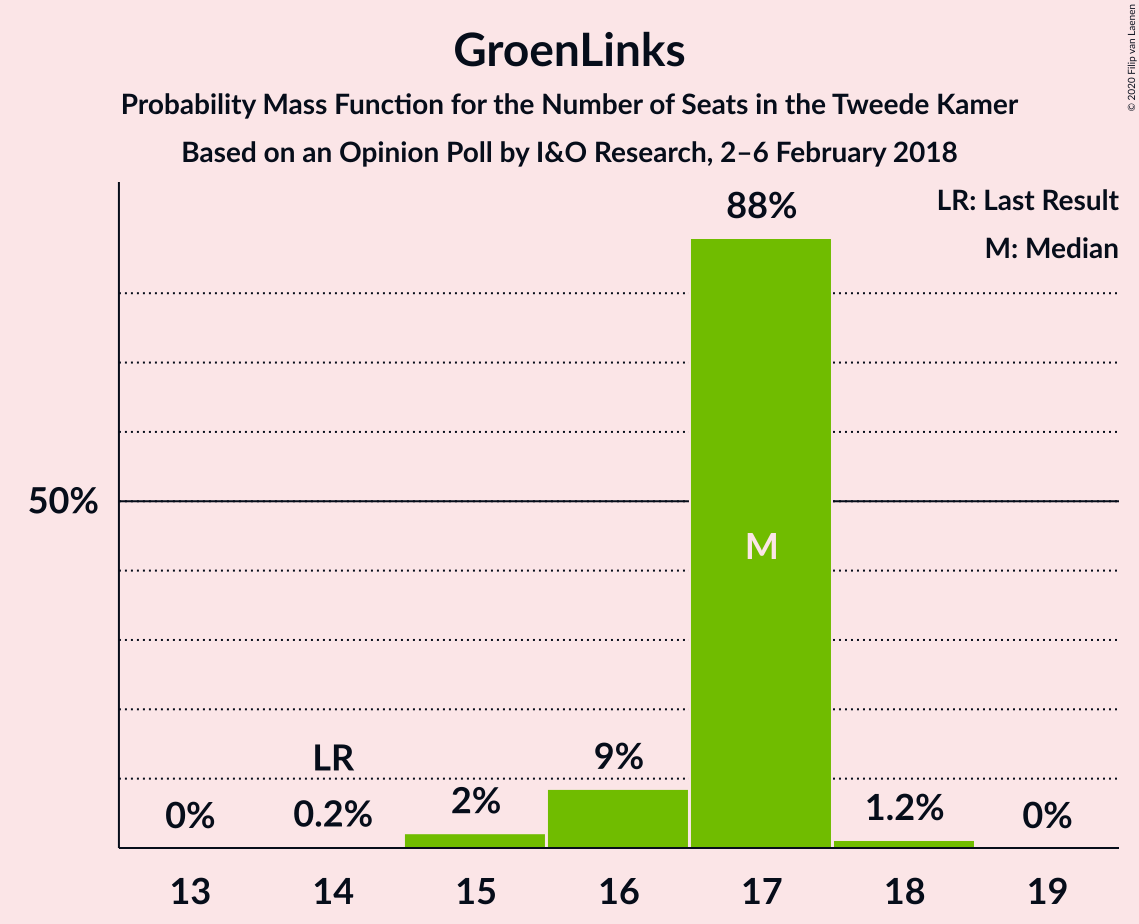 GroenLinks
Probability Mass Function for the Number of Seats in the Tweede Kamer
Based on an Opinion Poll by I&O Research, 2–6 February 2018
© 2020 Filip van Laenen
LR: Last Result
M: Median
88%
50%
M
LR
9%
0%
0.2%
2%
1.2%
0%
13
14
15
16
17
18
19